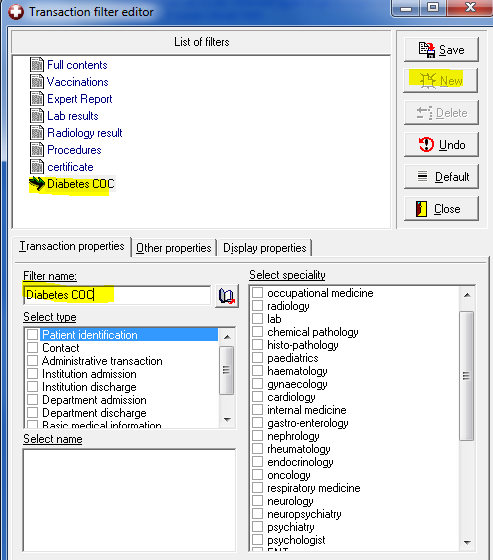 Transaction filter editor
List of filters
Full contents
Vaccinations
Expert Report
Lab results
Radiology result
Procedures
certificate
Diabetes COC
Save
New
Delete
Undo
Default
Close
Transaction properties
Other properties
Display properties
Filter name:
Diabetes COC
Select type
Patient identification
Contact
Administrative transaction
Institution admission
Institution discharge
Department admission
Department discharge
Basic medical information
Select name
Select speciality
occupational medicine
radiology
lab
chemical pathology
histo-pathology
paediatrics
haematology
gynaecology
cardiology
internal medicine
gastro-enterology
nephrology
rheumatology
endocrinology
oncology
respiratory medicine
neurology
neuropsychiatry
psychiatry
psychologist
ENT